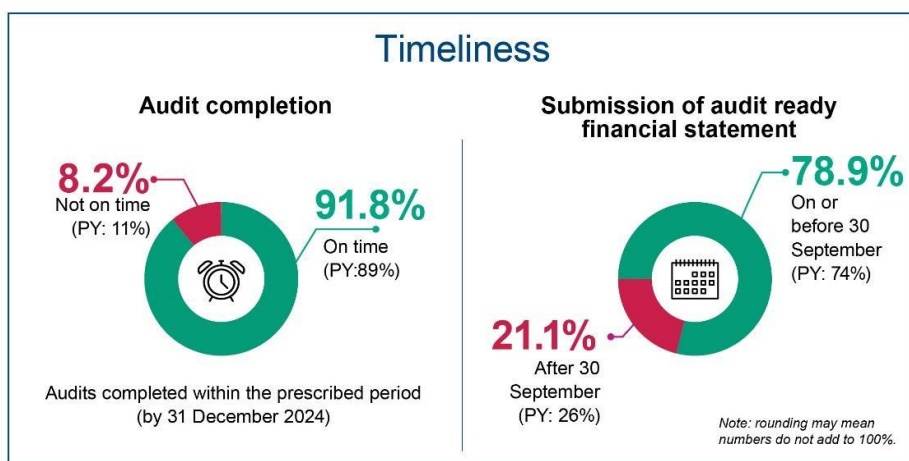 Timeliness
Audit completion
8.2%
Not on time
(PY: 11%)
91.8%
On time
(PY:89%)
Audits completed within the prescribed period
(by 31 December 2024)
Submission of audit ready
financial statement
78.9%
On or
before 30
September
(PY: 74%)
21.1%
After 30
September
(PY: 26%)
Note: rounding may mean
numbers do not add to 100%.